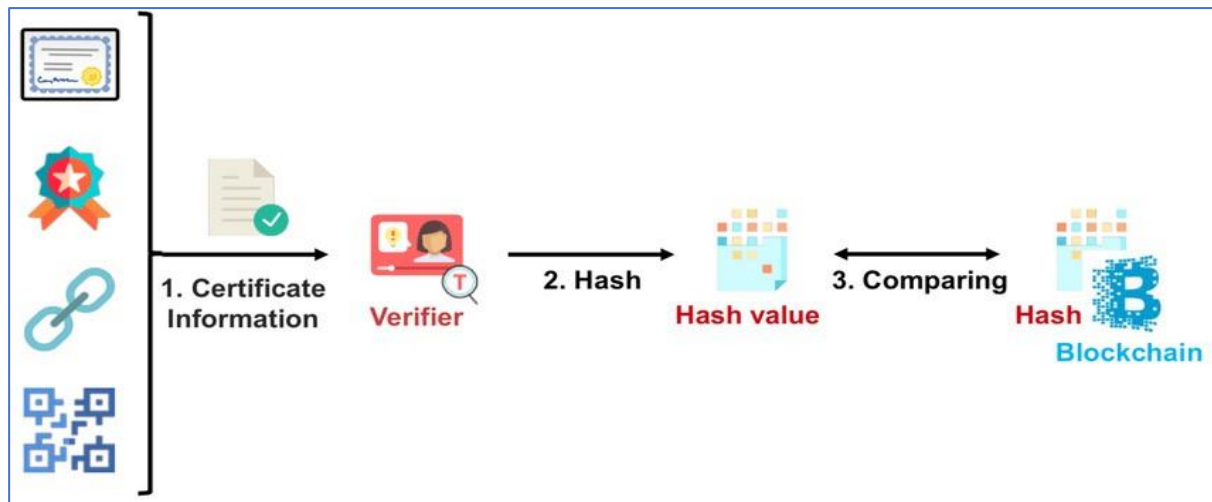 1. Certificate
Information
T
Verifier
2. Hash
Hash value
3. Comparing
Hash
Blockchain